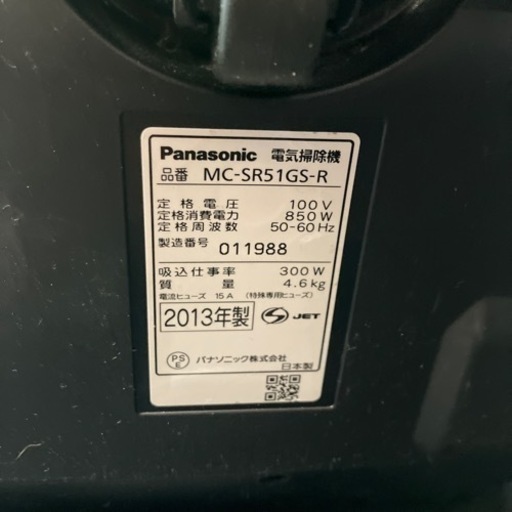 Panasonic 電気掃除機
品番 MC-SR51GS-R
定格電圧 100V
定格消費電力 850W
定格周波数 50-60Hz
製造番号 011988
吸込仕事率 300W
質量 4.6kg
電流ヒューズ 15A (特殊専用ヒューズ)
2013年製 S JET
PSE パナソニック株式会社
日本製